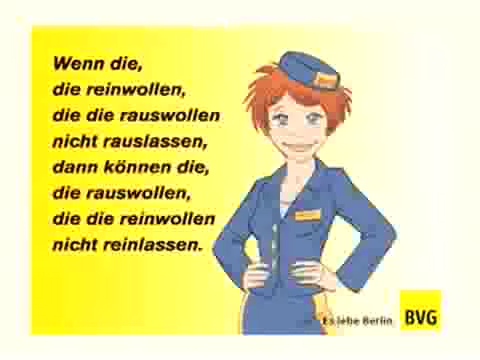 Wenn die,
die reinwollen,
die die rauswollen
nicht rauslassen,
dann können die,
die rauswollen,
die die reinwollen
nicht reinlassen.
Es lebe Berlin.
BVG